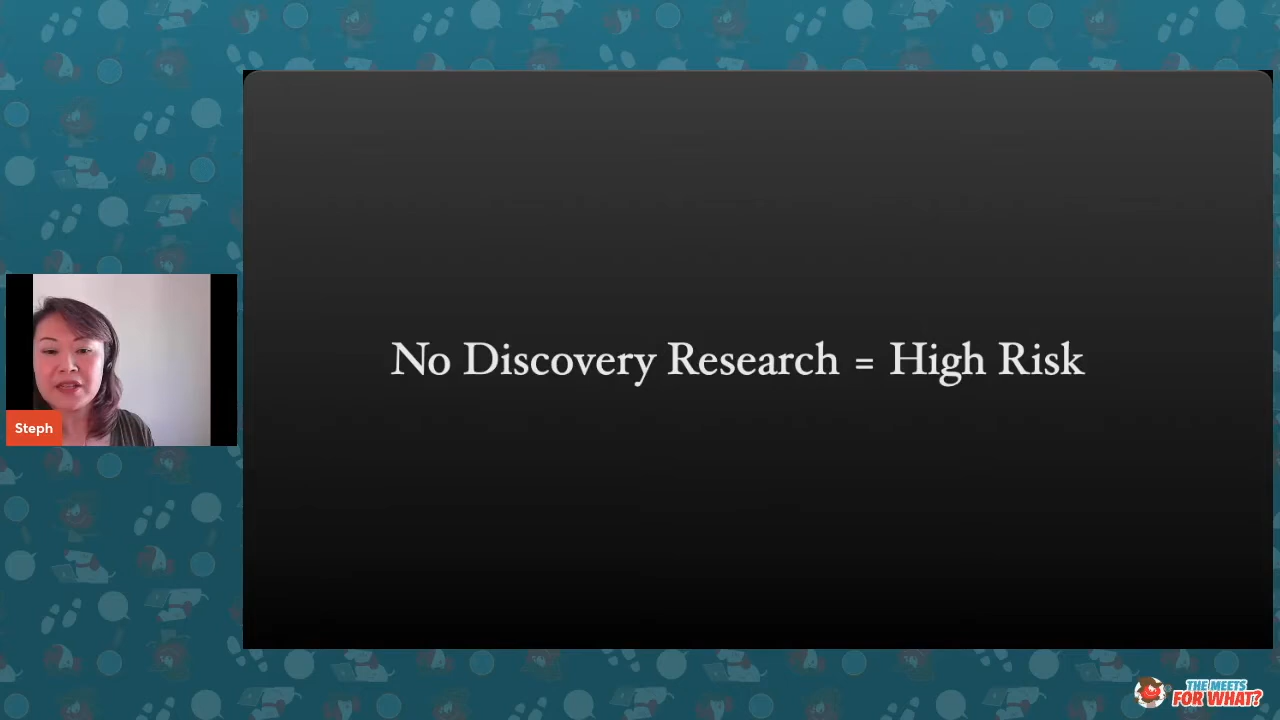 No Discovery Research = High Risk
Steph
THE MEETS
FOR WHAT?